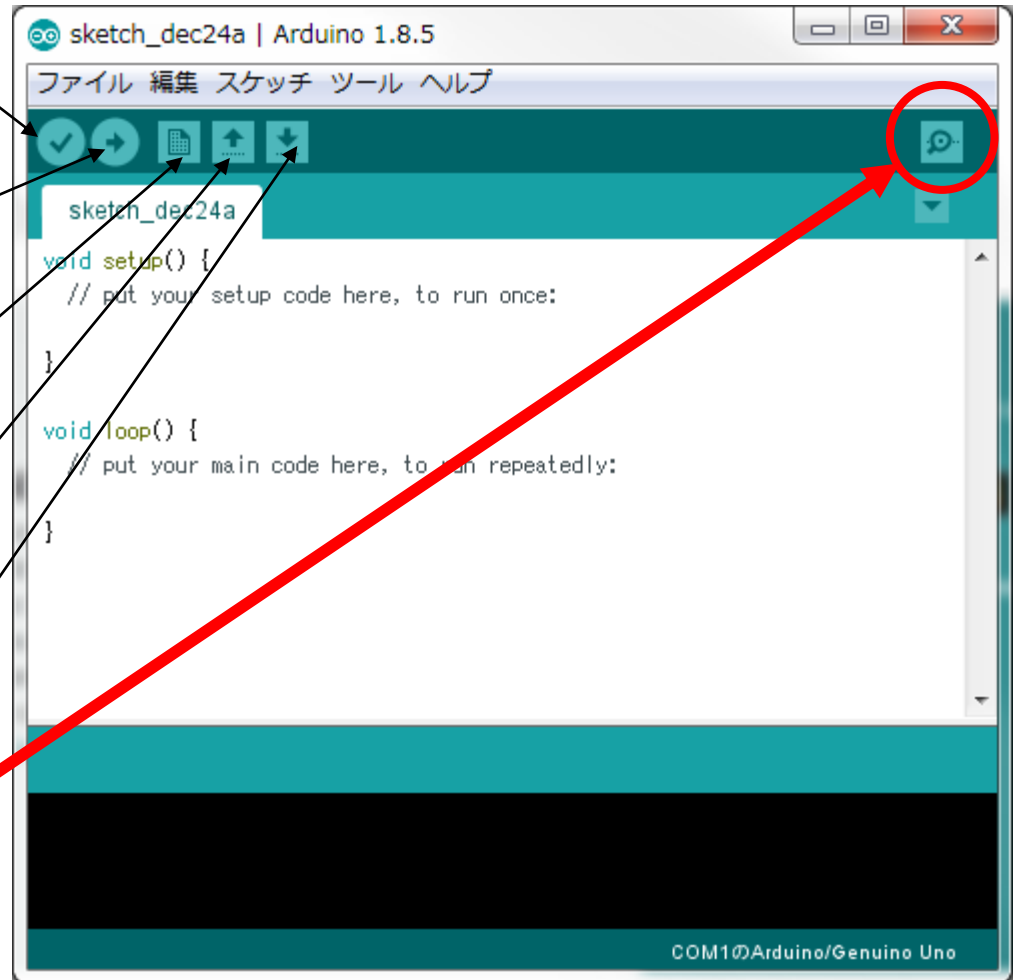 sketch_dec24a | Arduino 1.8.5
ファイル 編集 スケッチ ツール ヘルプ
sketch_dec24a
void setup() {
// put your setup code here, to run once:
}
void loop() {
// put your main code here, to run repeatedly:
}
COM1のArduino/Genuino Uno